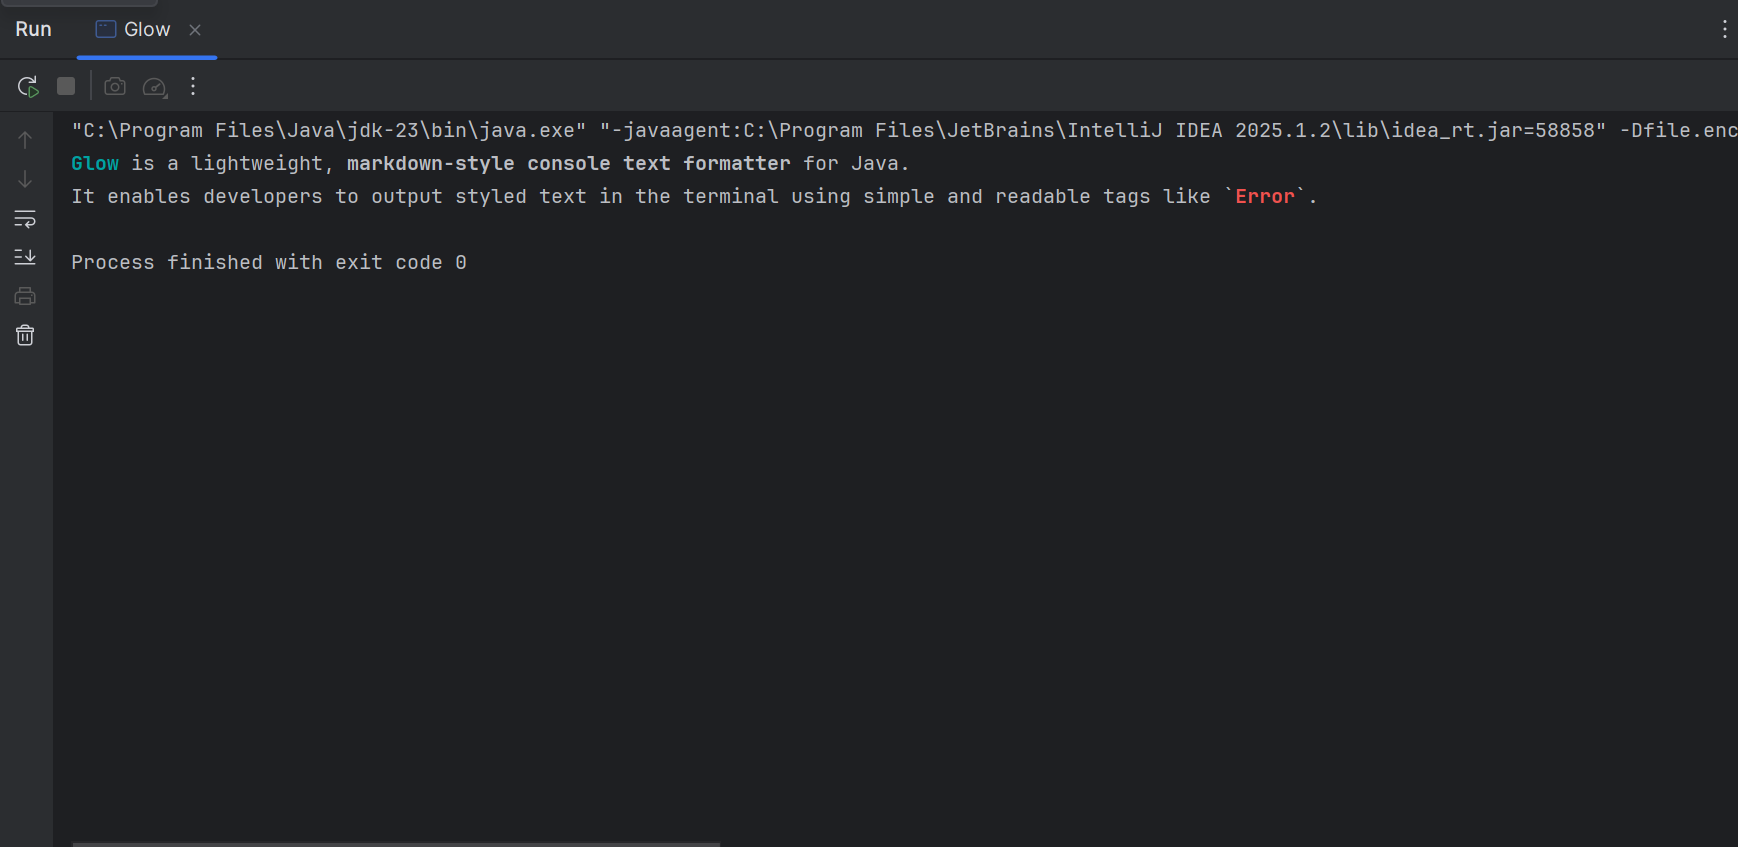 Run Glow
"C:\Program Files\Java\jdk-23\bin\java.exe" "-javaagent:C:\Program Files\JetBrains\IntelliJ IDEA 2025.1.2\lib\idea_rt.jar=58858" -Dfile.enc
Glow is a lightweight, markdown-style console text formatter for Java.
It enables developers to output styled text in the terminal using simple and readable tags like `Error`.
Process finished with exit code 0